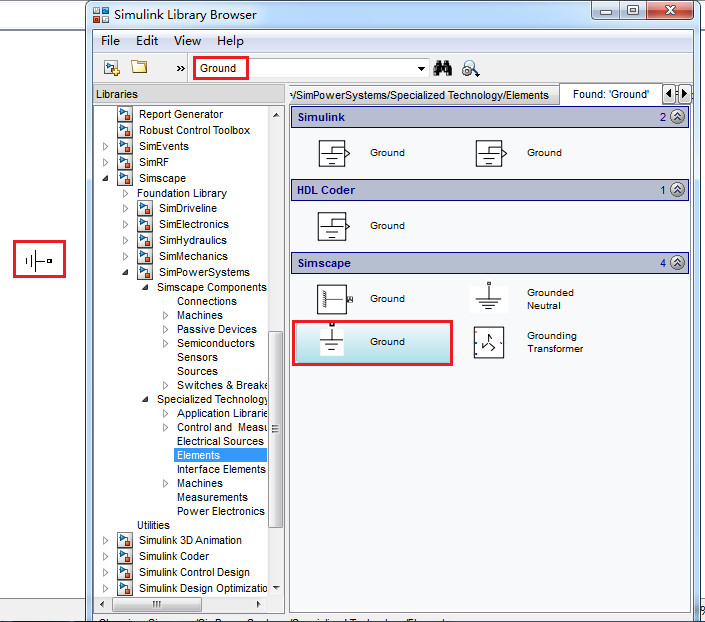 Simulink Library Browser
File Edit View Help
» Ground
Libraries
/SimPowerSystems/Specialized Technology/Elements
Found: 'Ground'
Report Generator
Robust Control Toolbox
SimEvents
SimRF
Simscape
Foundation Library
SimDriveline
SimElectronics
SimHydraulics
SimMechanics
SimPowerSystems
Simscape Components
Connections
Machines
Passive Devices
Semiconductors
Sensors
Sources
Switches & Breake
Specialized Technology
Application Librarie
Control and Measu
Electrical Sources
Elements
Interface Elements
Machines
Measurements
Power Electronics
Utilities
Simulink 3D Animation
Simulink Coder
Simulink Control Design
Simulink Design Optimizatio
Simulink 2
Ground
Ground
HDL Coder 1
Ground
Simscape 4
Ground
Grounded
Neutral
Ground
Grounding
Transformer